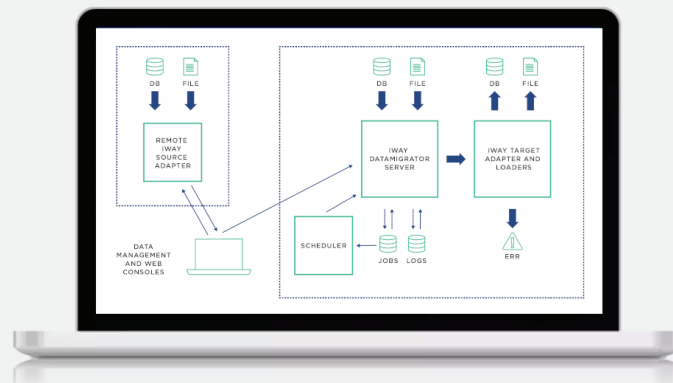 DB
FILE
REMOTE
IWAY
SOURCE
ADAPTER
DATA
MANAGEMENT
AND WEB
CONSOLES
DB
FILE
IWAY
DATAMIGRATOR
SERVER
SCHEDULER
JOBS
LOGS
DB
FILE
IWAY TARGET
ADAPTER AND
LOADERS
ERR